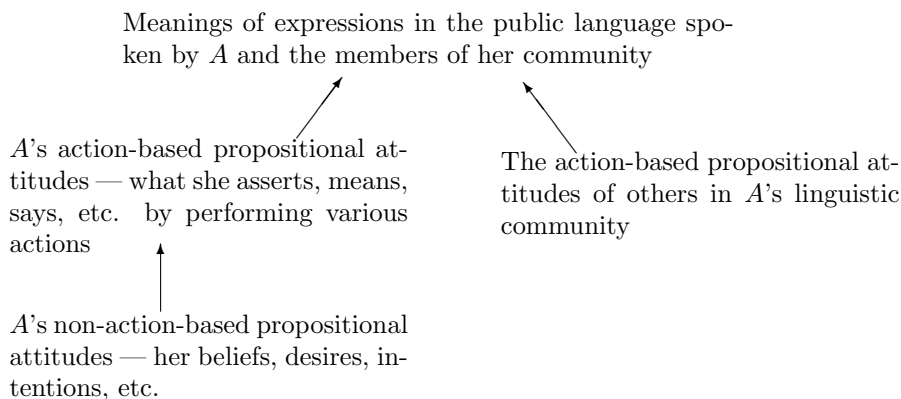 Meanings of expressions in the public language spo-
ken by A and the members of her community
A's action-based propositional at-
titudes — what she asserts, means,
says, etc. by performing various
actions
The action-based propositional at-
titudes of others in A's linguistic
community
A's non-action-based propositional
attitudes — her beliefs, desires, in-
tentions, etc.